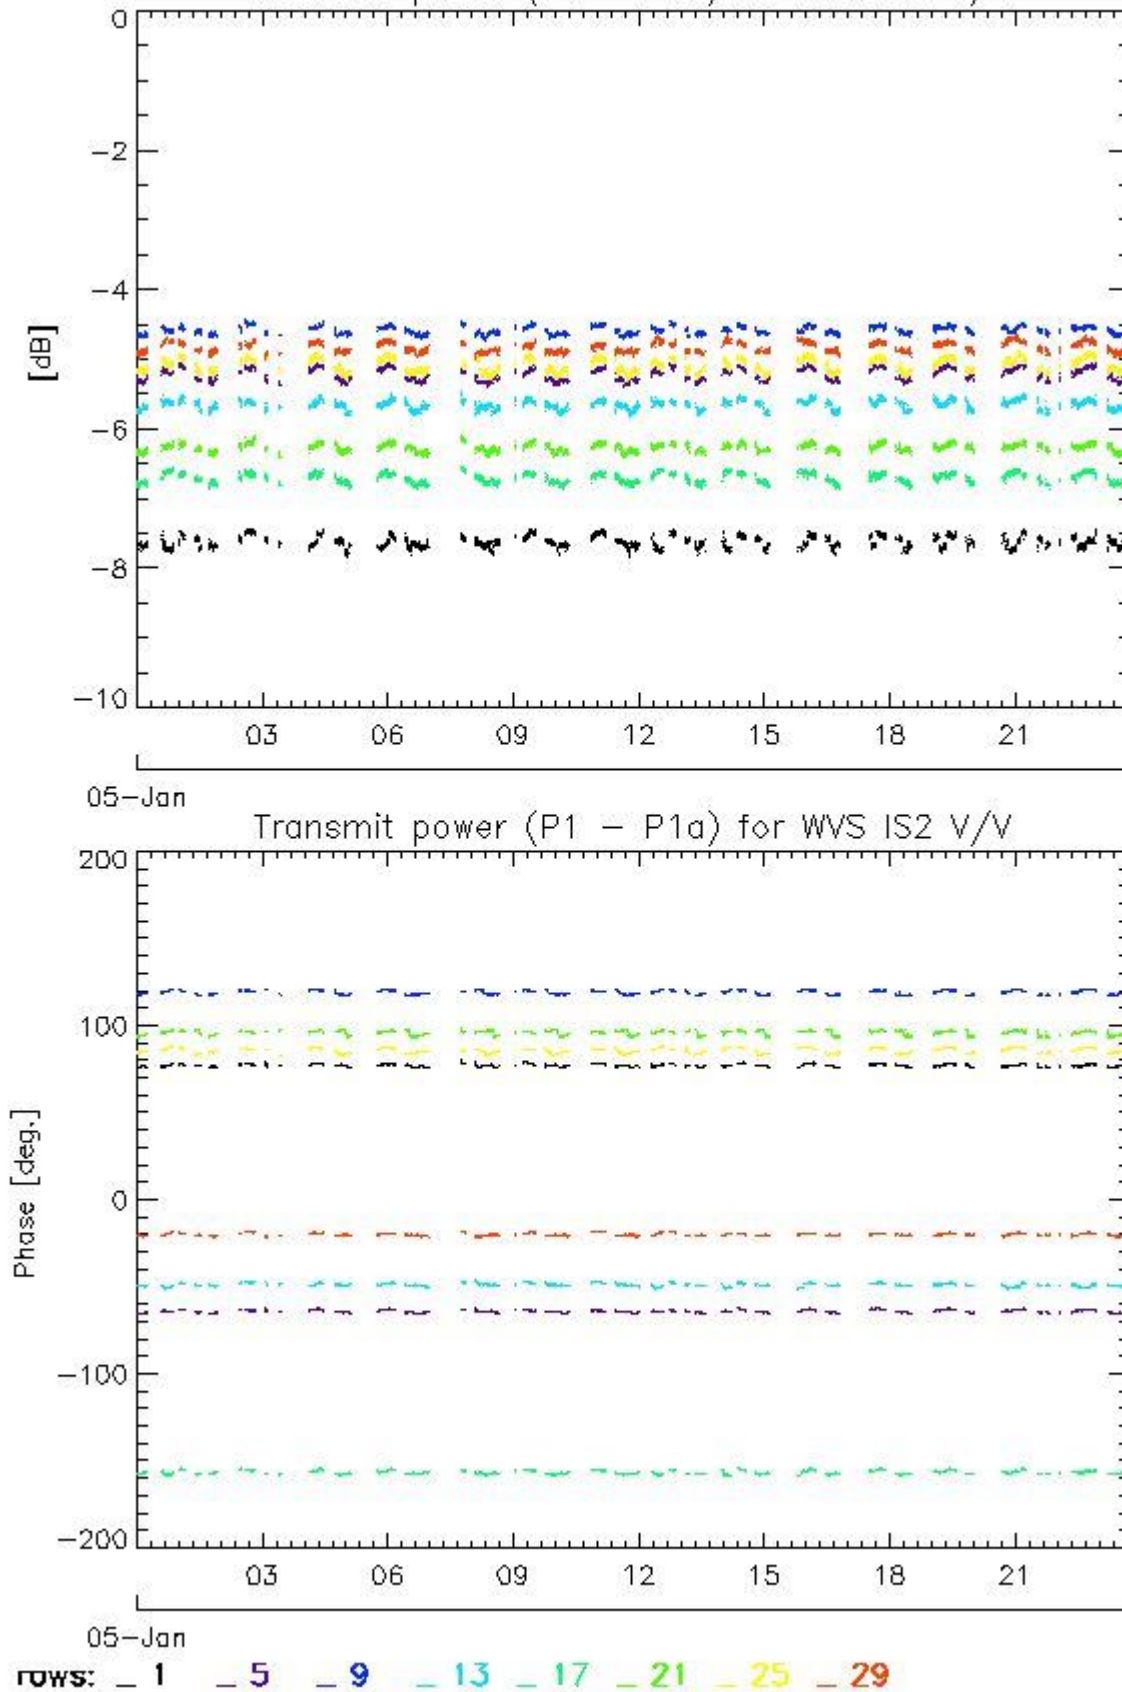 0
-2
-4
[dB]
-6
-8
-10
03 06 09 12 15 18 21
05-Jan
Transmit power (P1 - P1a) for WVS IS2 V/V
200
100
0
Phase [deg.]
-100
-200
03 06 09 12 15 18 21
05-Jan
rows: _ 1 _ 5 _ 9 _ 13 _ 17 _ 21 _ 25 _ 29